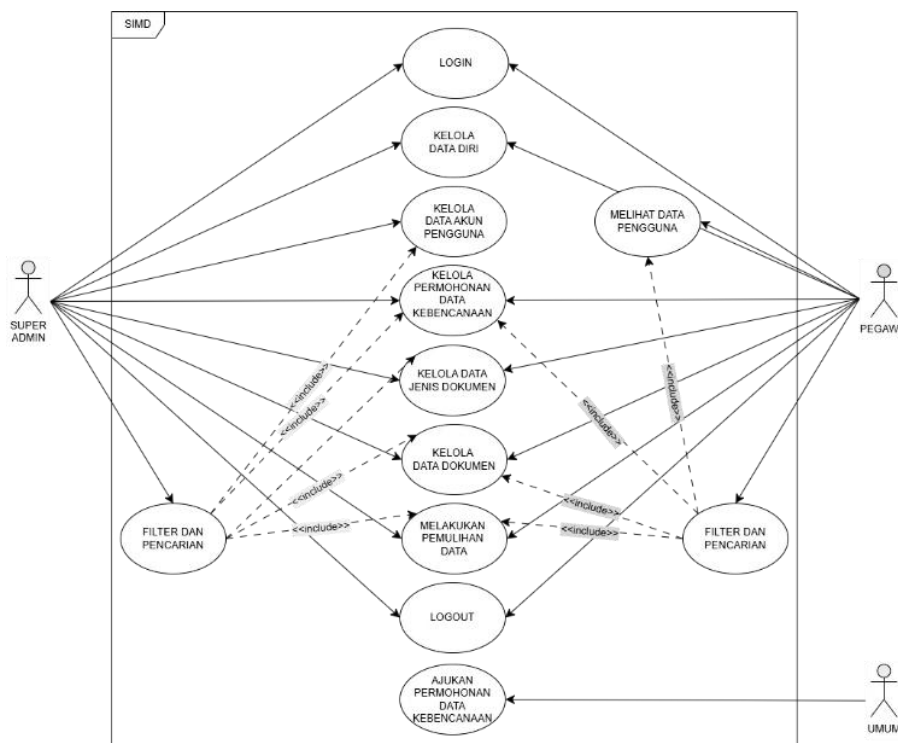 SIMD
LOGIN
KELOLA
DATA DIRI
KELOLA
DATA AKUN
PENGGUNA
MELIHAT DATA
PENGGUNA
KELOLA
PERMOHONAN
DATA
KEBENCANAAN
SUPER
ADMIN
PEGAW
KELOLA DATA
JENIS DOKUMEN
<<include>>
<<include>>
<<include>>
<<include>>
KELOLA
DATA DOKUMEN
<<include>>
<<include>>
FILTER DAN
PENCARIAN
<<include>>
MELAKUKAN
PEMULIHAN
DATA
<<include>>
FILTER DAN
PENCARIAN
LOGOUT
AJUKAN
PERMOHONAN
DATA
KEBENCANAAN
UMUM